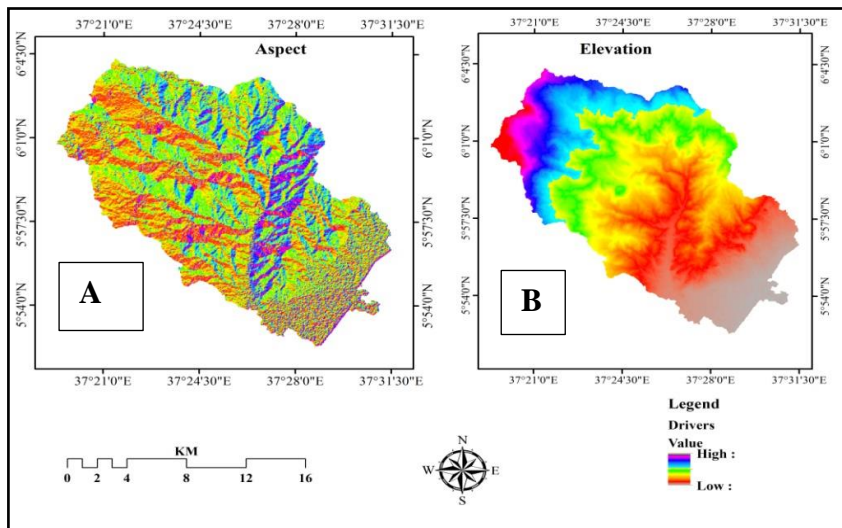 37°21'0"E 37°24'30"E 37°28'0"E 37°31'30"E
37°21'0"E 37°24'30"E 37°28'0"E 37°31'30"E
Aspect
Elevation
6°4'30"N
6°1'0"N
5°57'30"N
5°54'0"N
6°4'30"N
6°1'0"N
5°57'30"N
5°54'0"N
6°4'30"N
6°1'0"N
5°57'30"N
5°54'0"N
A
B
37°21'0"E 37°24'30"E 37°28'0"E 37°31'30"E
37°21'0"E 37°24'30"E 37°28'0"E 37°31'30"E
KM
0 2 4 8 12 16
N
W E
S
Legend
Drivers
Value
High :
Low :